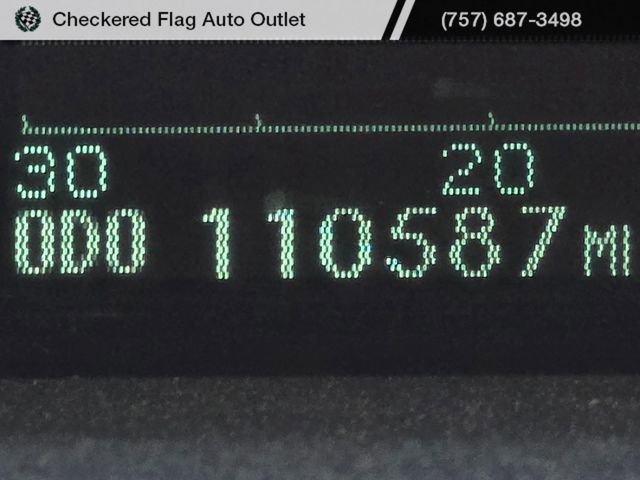 Checkered Flag Auto Outlet (757) 687-3498
30 20
ODO 110587 MI